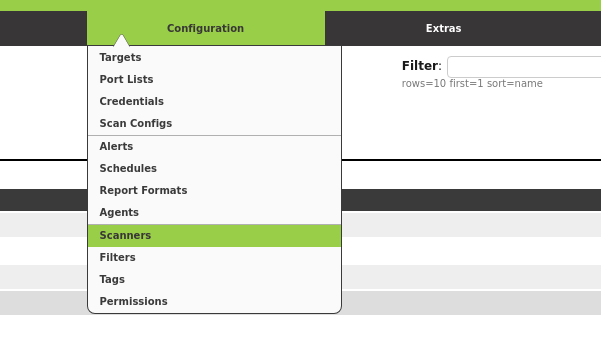 Configuration
Extras
Targets
Port Lists
Credentials
Scan Configs
Alerts
Schedules
Report Formats
Agents
Scanners
Filters
Tags
Permissions
Filter:
rows=10 first=1 sort=name